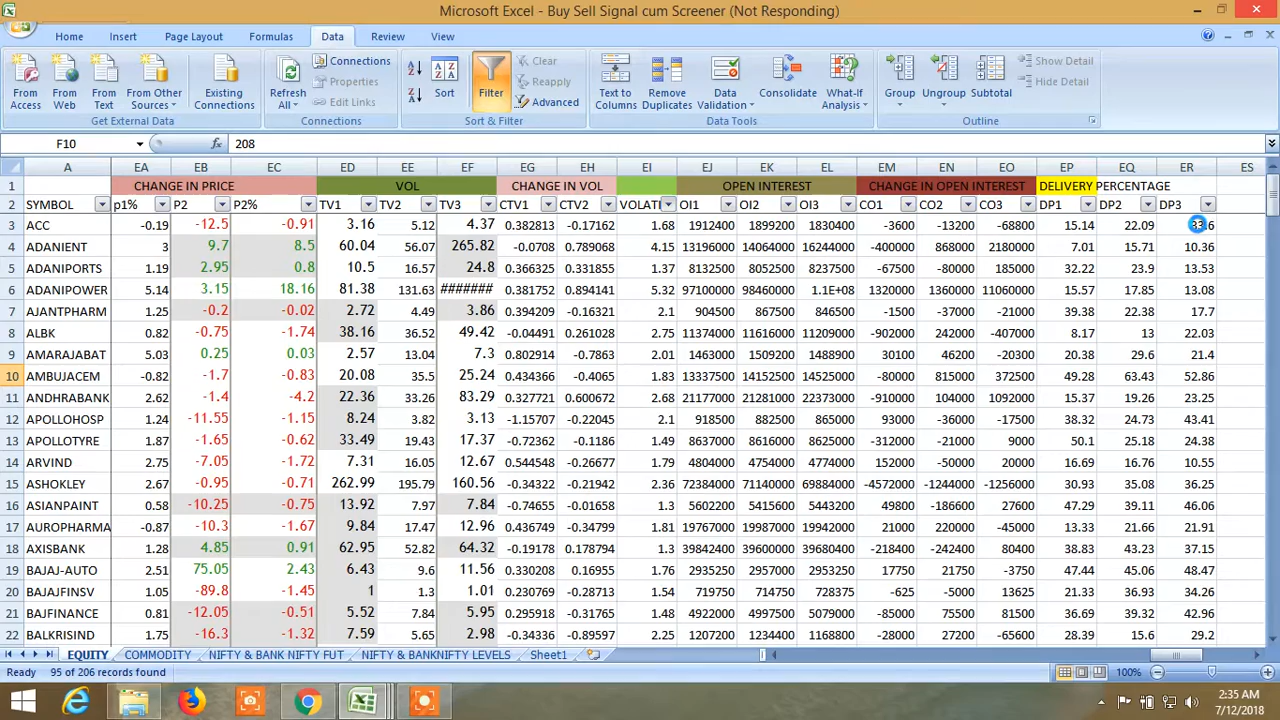 Microsoft Excel - Buy Sell Signal cum Screener (Not Responding)
Home Insert Page Layout Formulas Data Review View
From Access From Web From Text From Other Sources Existing Connections Refresh All Connections Properties Edit Links Sort Filter Clear Reapply Advanced Text to Columns Remove Duplicates Data Validation Consolidate What-If Analysis Group Ungroup Subtotal Show Detail Hide Detail
Get External Data Connections Sort & Filter Data Tools Outline
F10 fx 208
A EA EB EC ED EE EF EG EH EI EJ EK EL EM EN EO EP EQ ER ES
1 CHANGE IN PRICE VOL CHANGE IN VOL OPEN INTEREST CHANGE IN OPEN INTEREST DELIVERY PERCENTAGE
2 SYMBOL p1% P2 P2% TV1 TV2 TV3 CTV1 CTV2 VOLATI OI1 OI2 OI3 CO1 CO2 CO3 DP1 DP2 DP3
3 ACC -0.19 -12.5 -0.91 3.16 5.12 4.37 0.382813 -0.17162 1.68 1912400 1899200 1830400 -3600 -13200 -68800 15.14 22.09
4 ADANIENT 3 9.7 8.5 60.04 56.07 265.82 -0.0708 0.789068 4.15 13196000 14064000 16244000 -400000 868000 2180000 7.01 15.71 10.36
5 ADANIPORTS 1.19 2.95 0.8 10.5 16.57 24.8 0.366325 0.331855 1.37 8132500 8052500 8237500 -67500 -80000 185000 32.22 23.9 13.53
6 ADANIPOWER 5.14 3.15 18.16 81.38 131.63 ####### 0.381752 0.894141 5.32 97100000 98460000 1.1E+08 1320000 1360000 11060000 15.57 17.85 13.08
7 AJANTPHARM 1.25 -0.2 -0.02 2.72 4.49 3.86 0.394209 -0.16321 2.1 904500 867500 846500 -1500 -37000 -21000 39.38 22.38 17.7
8 ALBK 0.82 -0.75 -1.74 38.16 36.52 49.42 -0.04491 0.261028 2.75 11374000 11616000 11209000 -902000 242000 -407000 8.17 13 22.03
9 AMARAJABAT 5.03 0.25 0.03 2.57 13.04 7.3 0.802914 -0.7863 2.01 1463000 1509200 1488900 30100 46200 -20300 20.38 29.6 21.4
10 AMBUJACEM -0.82 -1.7 -0.83 20.08 35.5 25.24 0.434366 -0.4065 1.83 13337500 14152500 14525000 -80000 815000 372500 49.28 63.43 52.86
11 ANDHRABANK 2.62 -1.4 -4.2 22.36 33.26 83.29 0.327721 0.600672 2.68 21177000 21281000 22373000 -910000 104000 1092000 15.37 19.26 23.25
12 APOLLOHOSP 1.24 -11.55 -1.15 8.24 3.82 3.13 -1.15707 -0.22045 2.1 918500 882500 865000 93000 -36000 -17500 38.32 24.73 43.41
13 APOLLOTYRE 1.87 -1.65 -0.62 33.49 19.43 17.37 -0.72362 -0.1186 1.49 8637000 8616000 8625000 -312000 -21000 9000 50.1 25.18 24.38
14 ARVIND 2.75 -7.05 -1.72 7.31 16.05 12.67 0.544548 -0.26677 1.79 4804000 4754000 4774000 152000 -50000 20000 16.69 16.76 10.55
15 ASHOKLEY 2.67 -0.95 -0.71 262.99 195.79 160.56 -0.34322 -0.21942 2.36 72384000 71140000 69884000 -4572000 -1244000 -1256000 30.93 35.08 36.25
16 ASIANPAINT 0.58 -10.25 -0.75 13.92 7.97 7.84 -0.74655 -0.01658 1.3 5602200 5415600 5443200 49800 -186600 27600 47.29 39.11 46.06
17 AUROPHARMA -0.87 -10.3 -1.67 9.84 17.47 12.96 0.436749 -0.34799 1.81 19767000 19987000 19942000 21000 220000 -45000 13.33 21.66 21.91
18 AXISBANK 1.28 4.85 0.91 62.95 52.82 64.32 -0.19178 0.178794 1.3 39842400 39600000 39680400 -218400 -242400 80400 38.83 43.23 37.15
19 BAJAJ-AUTO 2.51 75.05 2.43 6.43 9.6 11.56 0.330208 0.16955 1.76 2935250 2957000 2953250 17750 21750 -3750 47.44 45.06 48.47
20 BAJAJFINSV 1.05 -89.8 -1.45 1 1.3 1.01 0.230769 -0.28713 1.54 719750 714750 728375 -625 -5000 13625 21.33 36.93 34.26
21 BAJFINANCE 0.81 -12.05 -0.51 5.52 7.84 5.95 0.295918 -0.31765 1.48 4922000 4997500 5079000 -85000 75500 81500 36.69 39.32 42.96
22 BALKRISIND 1.75 -16.3 -1.32 7.59 5.65 2.98 -0.34336 -0.89597 2.25 1207200 1234400 1168800 -28000 27200 -65600 28.39 15.6 29.2
EQUITY COMMODITY NIFTY & BANK NIFTY FUT NIFTY & BANKNIFTY LEVELS Sheet1
Ready 95 of 206 records found 100%
2:35 AM
7/12/2018